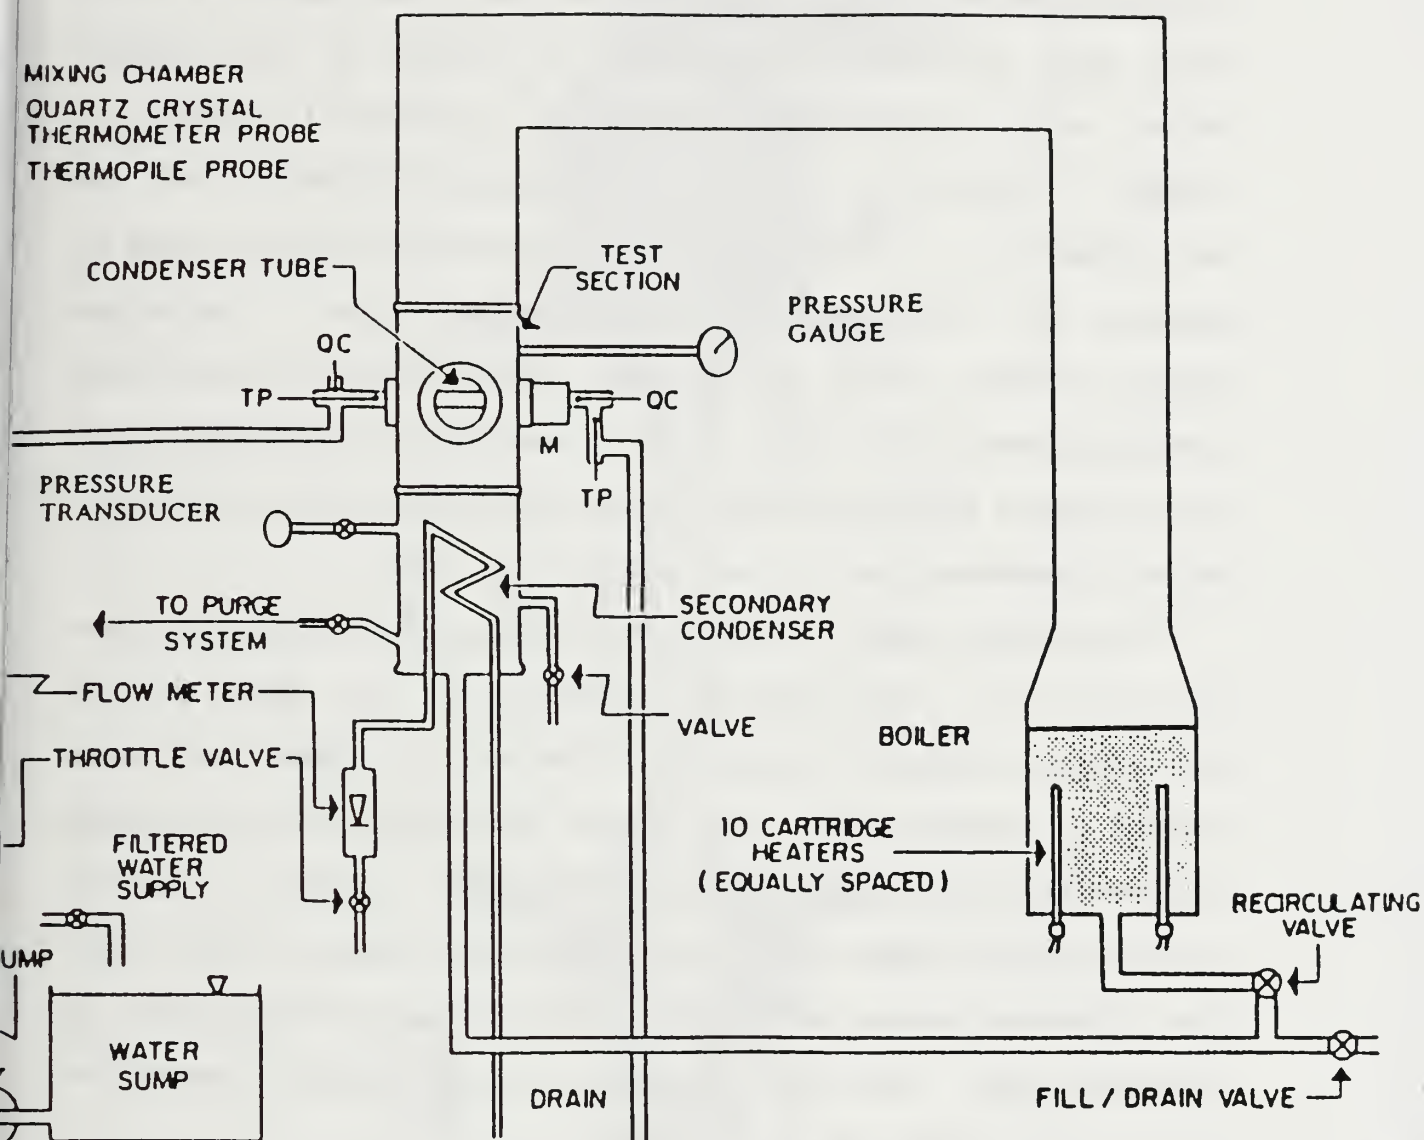 MIXING CHAMBER
QUARTZ CRYSTAL
THERMOMETER PROBE
THERMOPILE PROBE
CONDENSER TUBE
TEST
SECTION
PRESSURE
GAUGE
QC
TP
QC
M
TP
PRESSURE
TRANSDUCER
TO PURGE
SYSTEM
SECONDARY
CONDENSER
FLOW METER
VALVE
BOILER
THROTTLE VALVE
10 CARTRIDGE
HEATERS
(EQUALLY SPACED)
FILTERED
WATER
SUPPLY
RECIRCULATING
VALVE
UMP
WATER
SUMP
DRAIN
FILL / DRAIN VALVE